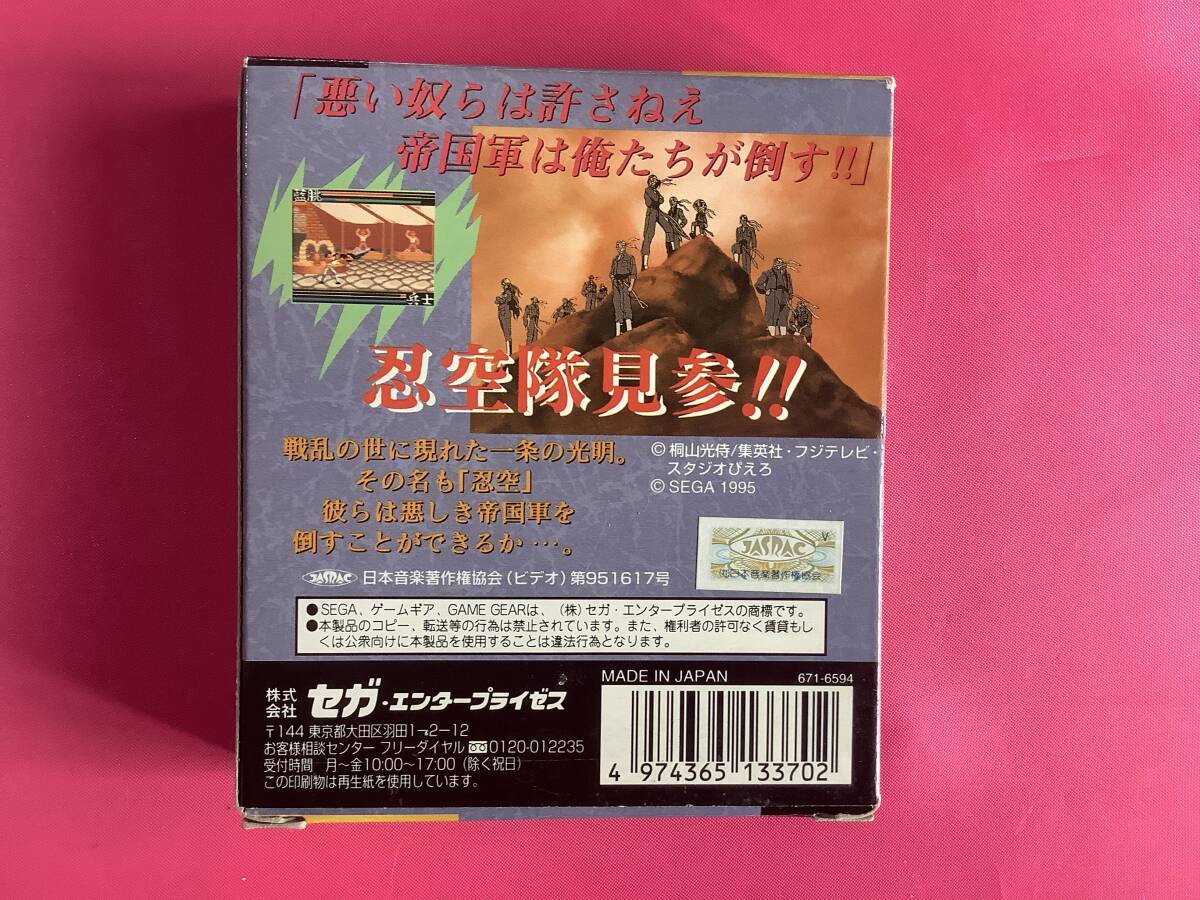 「悪い奴らは許さねえ
帝国軍は俺たちが倒す!!」
藍朓
兵士
忍空隊見参!!
戦乱の世に現れた一条の光明。
その名も「忍空」
彼らは悪しき帝国軍を
倒すことができるか…。
©桐山光侍/集英社・フジテレビ・
スタジオぴえろ
© SEGA 1995
JASRAC
V
(社)日本音楽著作権協会
JASRAC 日本音楽著作権協会(ビデオ)第951617号
●SEGA、ゲームギア、GAME GEARは、(株)セガ・エンタープライゼスの商標です。
●本製品のコピー、転送等の行為は禁止されています。また、権利者の許可なく賃貸もし
くは公衆向けに本製品を使用することは違法行為となります。
株式会社 セガ・エンタープライゼス
〒144 東京都大田区羽田1-2-12
お客様相談センター フリーダイヤル 0120-012235
受付時間 月~金10:00~17:00(除く祝日)
この印刷物は再生紙を使用しています。
MADE IN JAPAN 671-6594
4 974365 133702